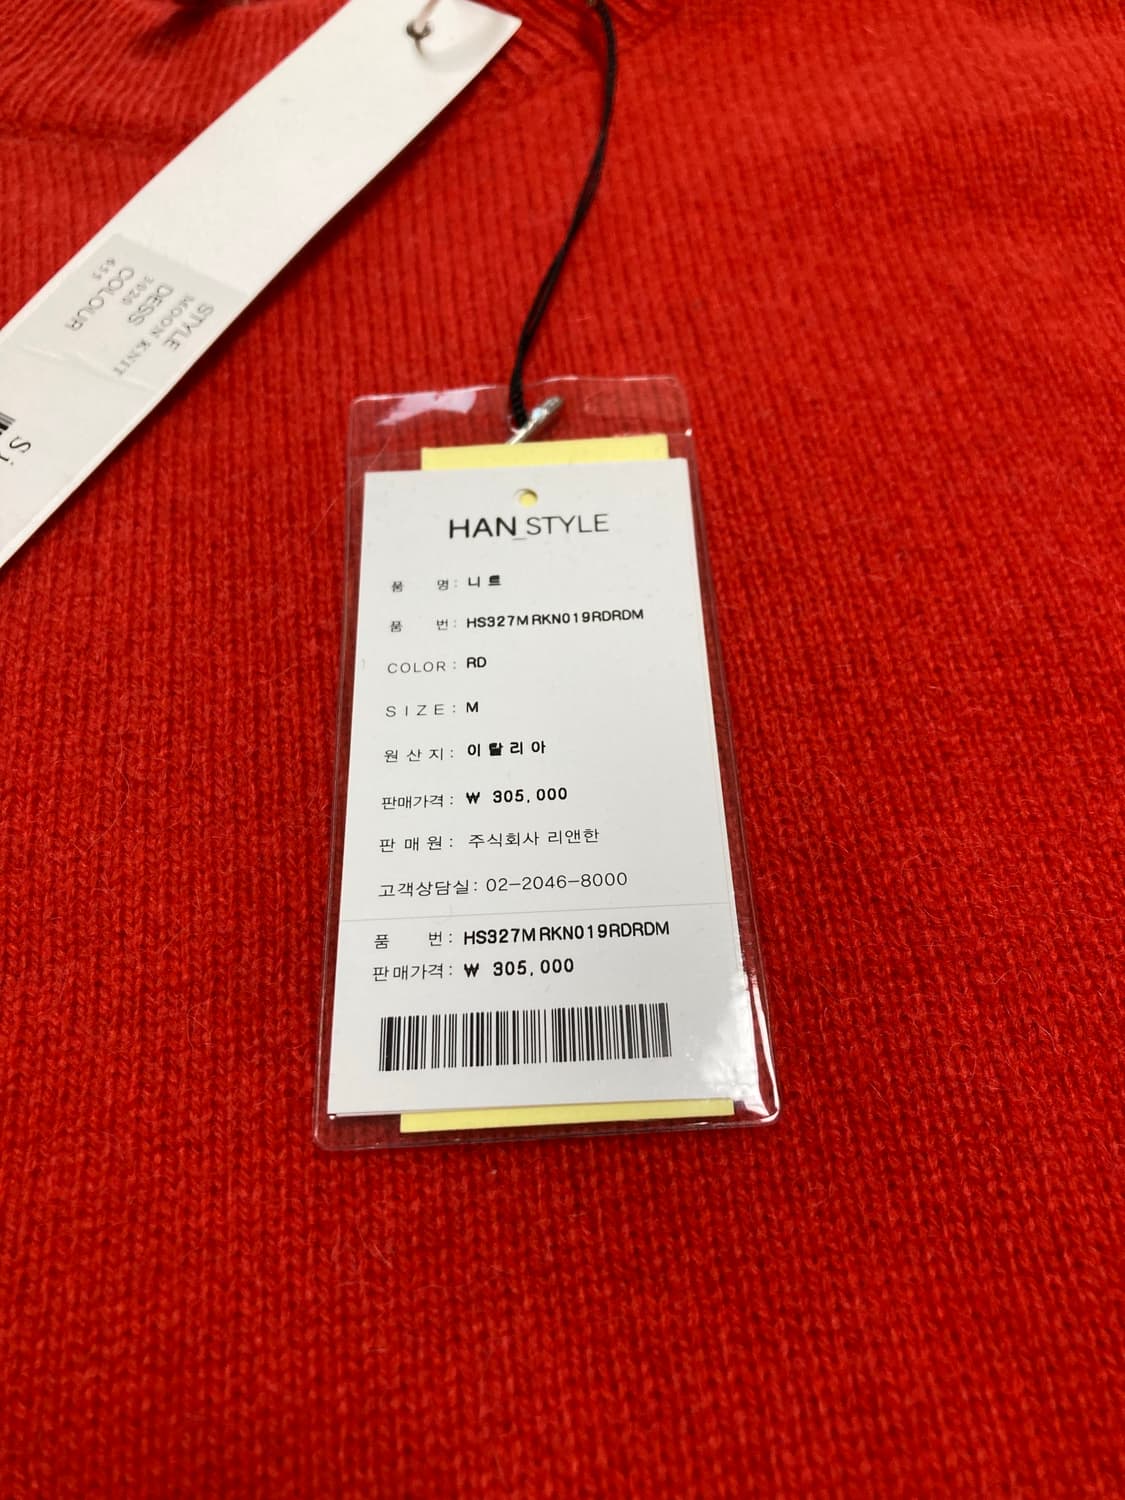 STYLE
MOON KNIT
DESS
3020
COLOUR
HAN_STYLE
품 명 : 니트
품 번 : HS327MRKN019RDRDM
COLOR : RD
SIZE : M
원산지 : 이탈리아
판매가격 : ₩ 305,000
판매원 : 주식회사 리앤한
고객상담실 : 02-2046-8000
품 번 : HS327MRKN019RDRDM
판매가격 : ₩ 305,000